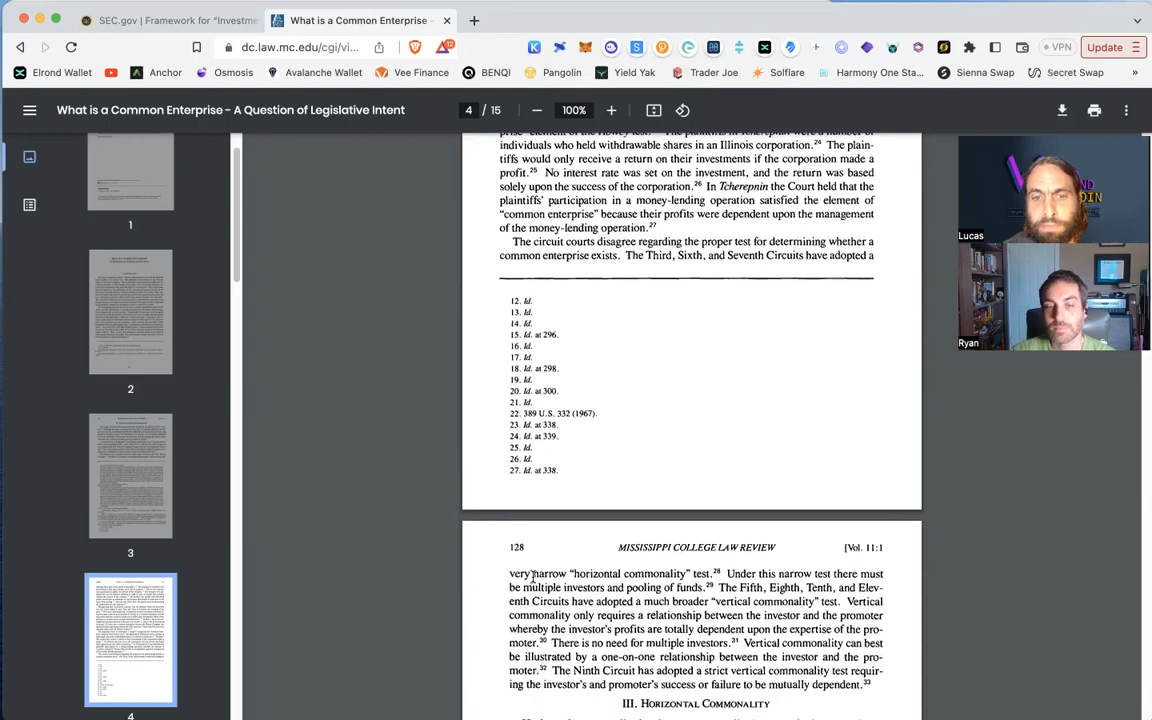 SEC.gov | Framework for "Investme
What is a Common Enterprise -
dc.law.mc.edu/cgi/vi...
12
VPN
Update
Elrond Wallet
Anchor
Osmosis
Avalanche Wallet
Vee Finance
BENQI
Pangolin
Yield Yak
Trader Joe
Solflare
Harmony One Sta...
Sienna Swap
Secret Swap
»
What is a Common Enterprise - A Question of Legislative Intent
4 / 15
100%
1
2
3
4
prise" element of the Howey test. The plaintiffs in Tcherepnin were a number of
individuals who held withdrawable shares in an Illinois corporation.24 The plain-
tiffs would only receive a return on their investments if the corporation made a
profit.25 No interest rate was set on the investment, and the return was based
solely upon the success of the corporation.26 In Tcherepnin the Court held that the
plaintiffs' participation in a money-lending operation satisfied the element of
"common enterprise" because their profits were dependent upon the management
of the money-lending operation.27
The circuit courts disagree regarding the proper test for determining whether a
common enterprise exists. The Third, Sixth, and Seventh Circuits have adopted a
12. Id.
13. Id.
14. Id.
15. Id. at 296.
16. Id.
17. Id.
18. Id. at 298.
19. Id.
20. Id. at 300.
21. Id.
22. 389 U.S. 332 (1967).
23. Id. at 338.
24. Id. at 339.
25. Id.
26. Id.
27. Id. at 338.
128 MISSISSIPPI COLLEGE LAW REVIEW [Vol. 11:1
very narrow "horizontal commonality" test.28 Under this narrow test there must
be multiple investors and pooling of funds.29 The Fifth, Eighth, Tenth, and Elev-
enth Circuits have adopted a much broader "vertical commonality" test. Vertical
commonality only requires a relationship between the investor and the promoter
whereby the investor's profits are totally dependent upon the expertise of the pro-
moter.30 There is no need for multiple investors.31 Vertical commonality can best
be illustrated by a one-on-one relationship between the investor and the pro-
moter.32 The Ninth Circuit has adopted a strict vertical commonality test requir-
ing the investor's and promoter's success or failure to be mutually dependent.33
III. HORIZONTAL COMMONALITY
Lucas
Ryan